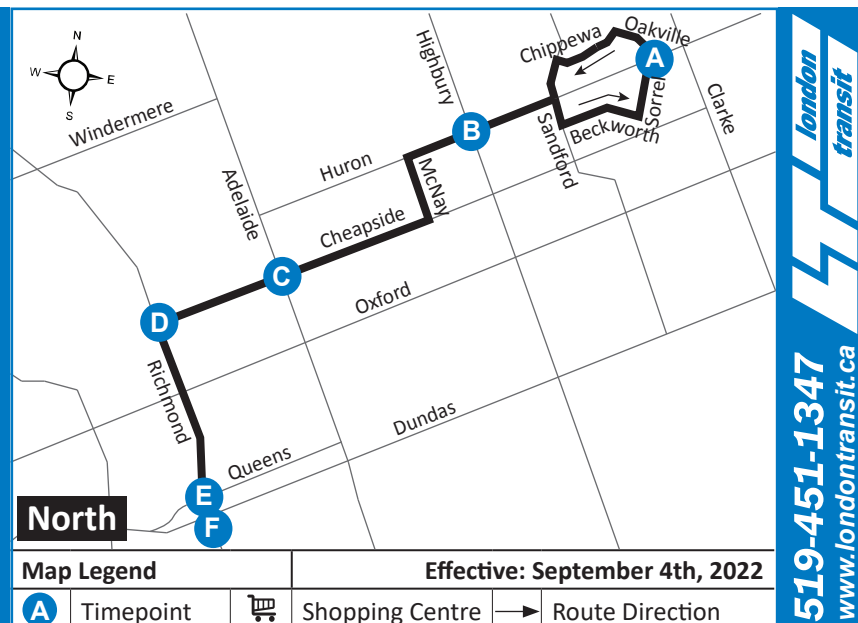 N
W
E
S
Windermere
Adelaide
Highbury
Chippewa
Oakville
A
Sorrel
Clarke
B
Sandford
Beckworth
Huron
McNay
Cheapside
C
Oxford
D
Richmond
Dundas
Queens
E
F
North
Map Legend
Effective: September 4th, 2022
A Timepoint
Shopping Centre
Route Direction
london
transit
519-451-1347
www.londontransit.ca